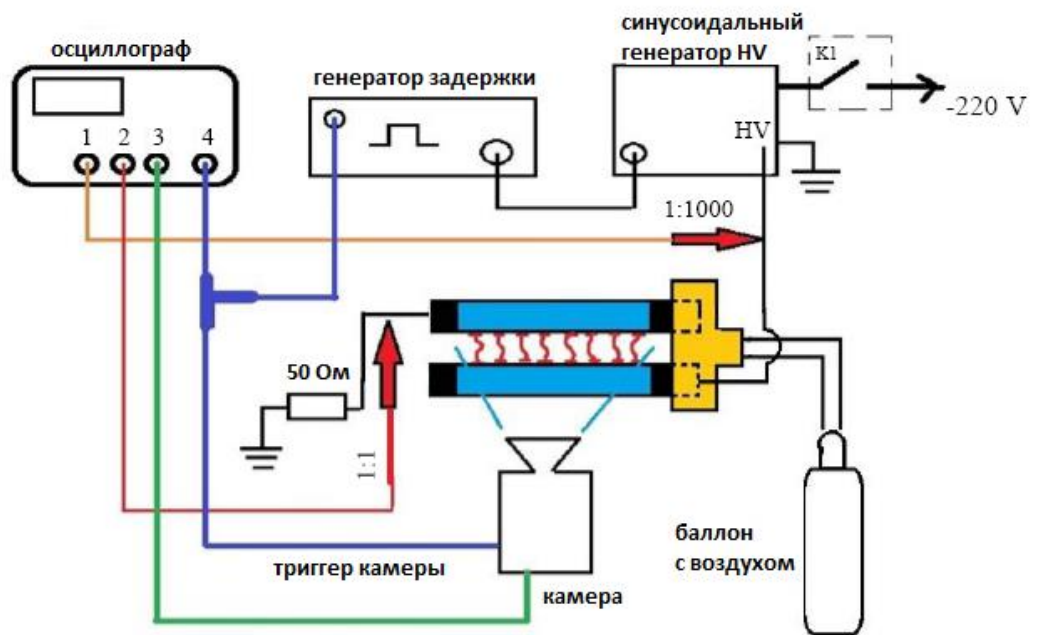 осциллограф
1 2 3 4
генератор задержки
синусоидальный
генератор HV
K1
-220 V
HV
1:1000
50 Ом
1:1
триггер камеры
камера
баллон
с воздухом